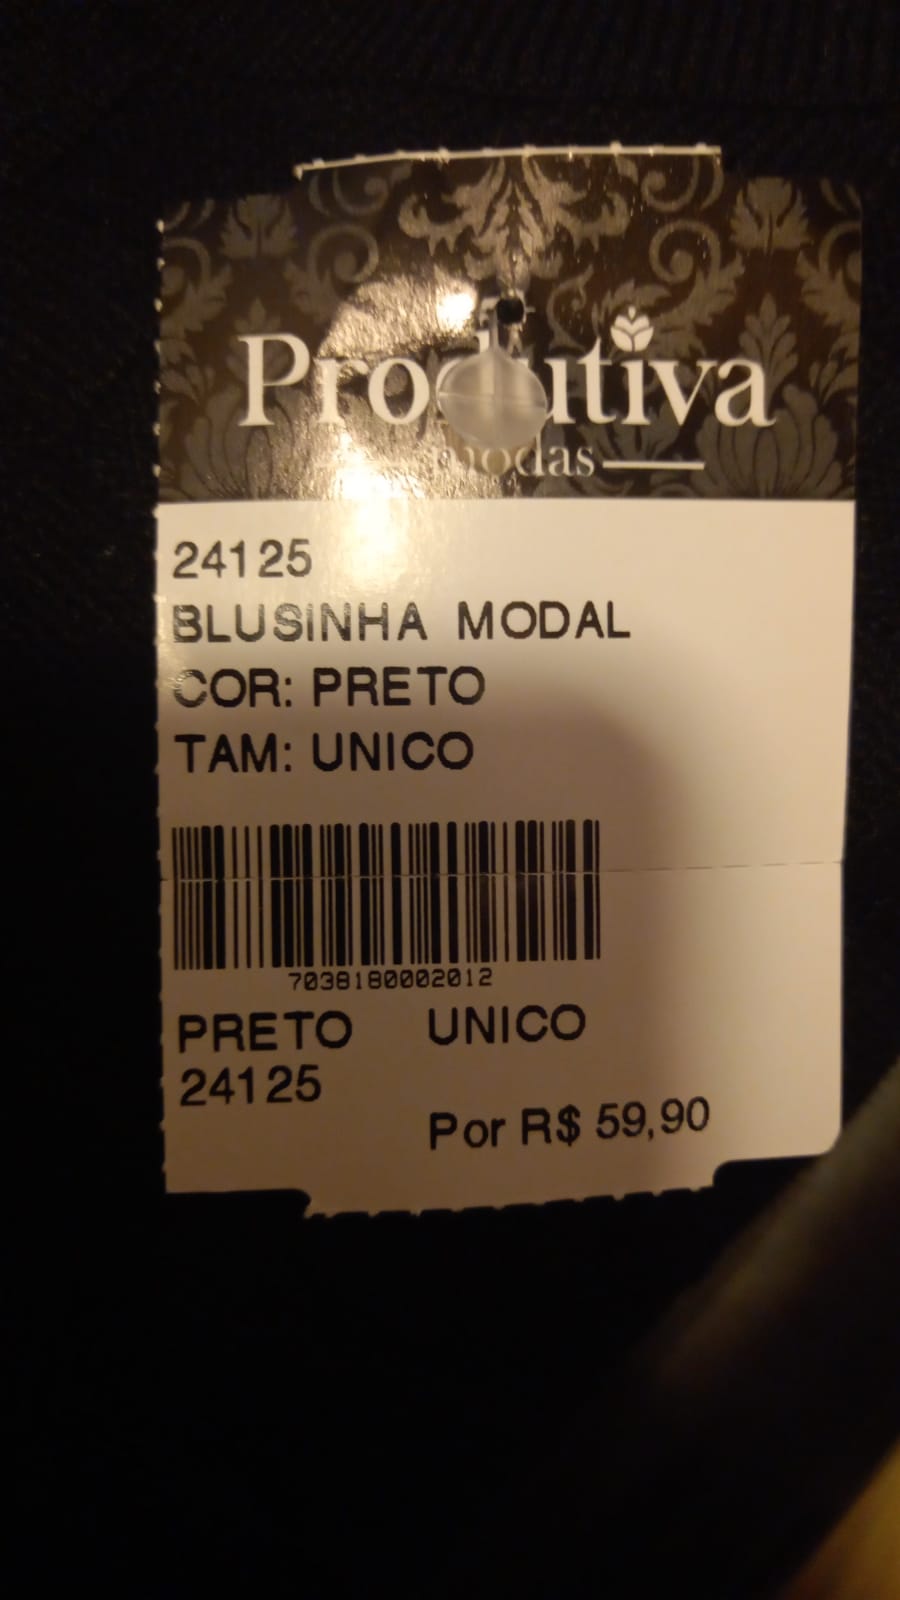 Produtiva
modas
24125
BLUSINHA MODAL
COR: PRETO
TAM: UNICO
7038180002012
PRETO UNICO
24125
Por R$ 59,90